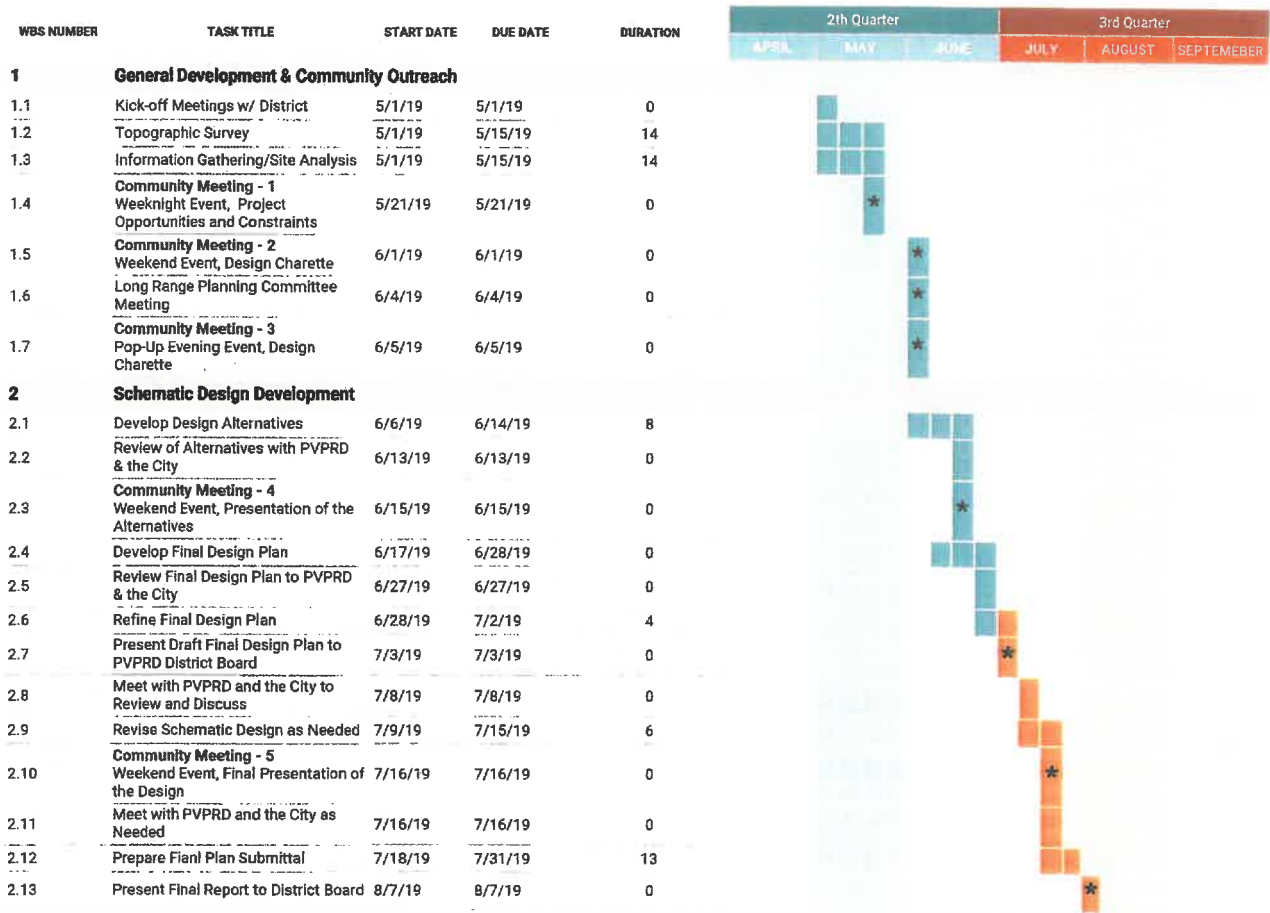 2th Quarter 3rd Quarter
WBS NUMBER TASK TITLE START DATE DUE DATE DURATION
APRIL MAY JUNE JULY AUGUST SEPTEMEBER
1 General Development & Community Outreach
1.1 Kick-off Meetings w/ District 5/1/19 5/1/19 0
1.2 Topographic Survey 5/1/19 5/15/19 14
1.3 Information Gathering/Site Analysis 5/1/19 5/15/19 14
Community Meeting - 1
1.4 Weeknight Event, Project 5/21/19 5/21/19 0 *
Opportunities and Constraints
Community Meeting - 2
1.5 Weekend Event, Design Charette 6/1/19 6/1/19 0 *
Long Range Planning Committee
1.6 Meeting 6/4/19 6/4/19 0 *
Community Meeting - 3
1.7 Pop-Up Evening Event, Design 6/5/19 6/5/19 0 *
Charette
2 Schematic Design Development
2.1 Develop Design Alternatives 6/6/19 6/14/19 8
Review of Alternatives with PVPRD
2.2 & the City 6/13/19 6/13/19 0
Community Meeting - 4
2.3 Weekend Event, Presentation of the 6/15/19 6/15/19 0 *
Alternatives
2.4 Develop Final Design Plan 6/17/19 6/28/19 0
Review Final Design Plan to PVPRD
2.5 & the City 6/27/19 6/27/19 0
2.6 Refine Final Design Plan 6/28/19 7/2/19 4
Present Draft Final Design Plan to
2.7 PVPRD District Board 7/3/19 7/3/19 0 *
Meet with PVPRD and the City to
2.8 Review and Discuss 7/8/19 7/8/19 0
2.9 Revise Schematic Design as Needed 7/9/19 7/15/19 6
Community Meeting - 5
2.10 Weekend Event, Final Presentation of 7/16/19 7/16/19 0 *
the Design
Meet with PVPRD and the City as
2.11 Needed 7/16/19 7/16/19 0
2.12 Prepare Fianl Plan Submittal 7/18/19 7/31/19 13
2.13 Present Final Report to District Board 8/7/19 8/7/19 0 *